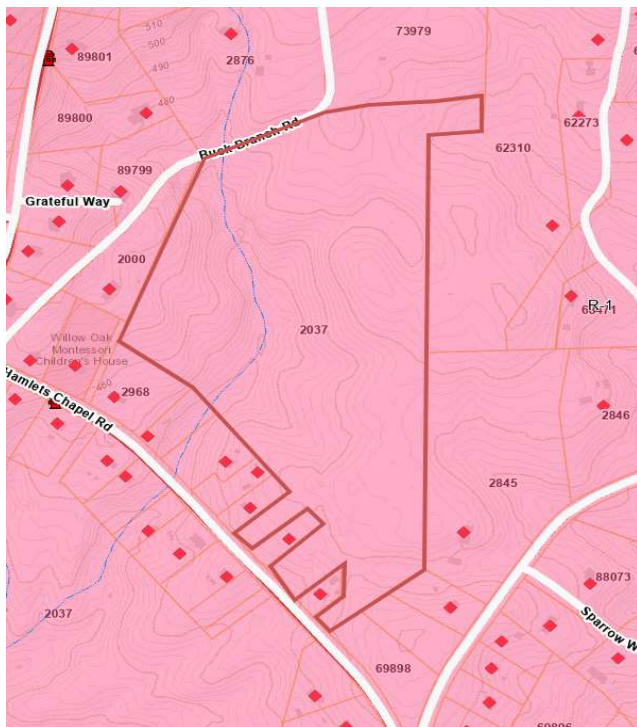 510
500
490
480
89801
2876
73979
89800
62273
Buck Branch Rd
62310
89799
Grateful Way
2000
R-1
2037
Willow Oak
Montessori
Children's House
460
2968
Hamlets Chapel Rd
2846
2845
88073
2037
Sparrow W
69898